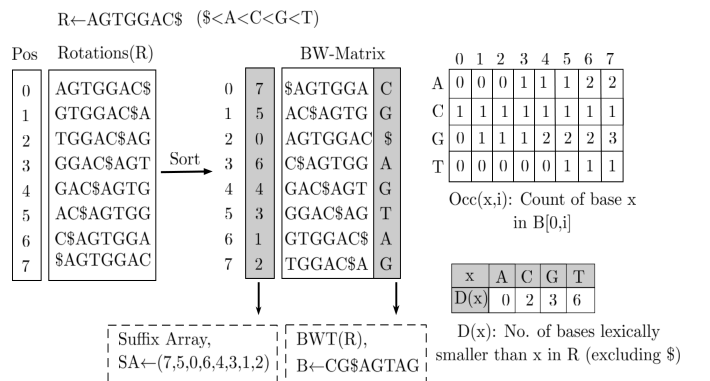 R←AGTGGAC$ ($<A<C<G<T)
Pos Rotations(R) BW-Matrix
0 AGTGGAC$
1 GTGGAC$A
2 TGGAC$AG
3 GGAC$AGT
4 GAC$AGTG
5 AC$AGTGG
6 C$AGTGGA
7 $AGTGGAC
Sort
0 7 $AGTGGA C
1 5 AC$AGTG G
2 0 AGTGGAC $
3 6 C$AGTGG A
4 4 GAC$AGT G
5 3 GGAC$AG T
6 1 GTGGAC$ A
7 2 TGGAC$A G
Suffix Array,
SA←(7,5,0,6,4,3,1,2)
BWT(R),
B←CG$AGTAG
0 1 2 3 4 5 6 7
A 0 0 0 1 1 1 2 2
C 1 1 1 1 1 1 1 1
G 0 1 1 1 2 2 2 3
T 0 0 0 0 0 1 1 1
Occ(x,i): Count of base x
in B[0,i]
x A C G T
D(x) 0 2 3 6
D(x): No. of bases lexically
smaller than x in R (excluding $)